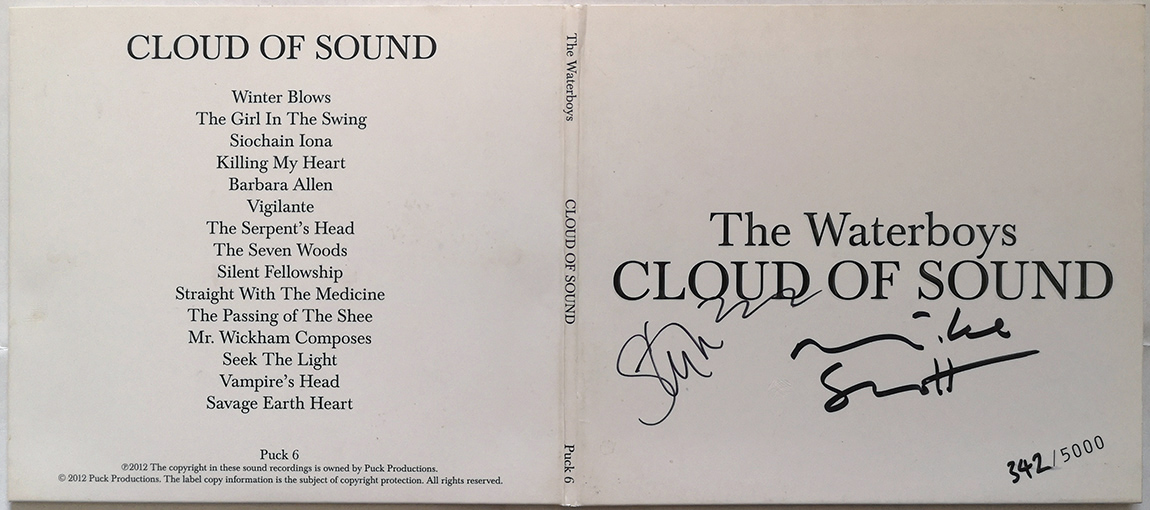 CLOUD OF SOUND
Winter Blows
The Girl In The Swing
Siochain Iona
Killing My Heart
Barbara Allen
Vigilante
The Serpent's Head
The Seven Woods
Silent Fellowship
Straight With The Medicine
The Passing of The Shee
Mr. Wickham Composes
Seek The Light
Vampire's Head
Savage Earth Heart
Puck 6
℗2012 The copyright in these sound recordings is owned by Puck Productions.
© 2012 Puck Productions. The label copy information is the subject of copyright protection. All rights reserved.
The Waterboys
CLOUD OF SOUND
Puck 6
The Waterboys
CLOUD OF SOUND
Mike
Scott
342/5000